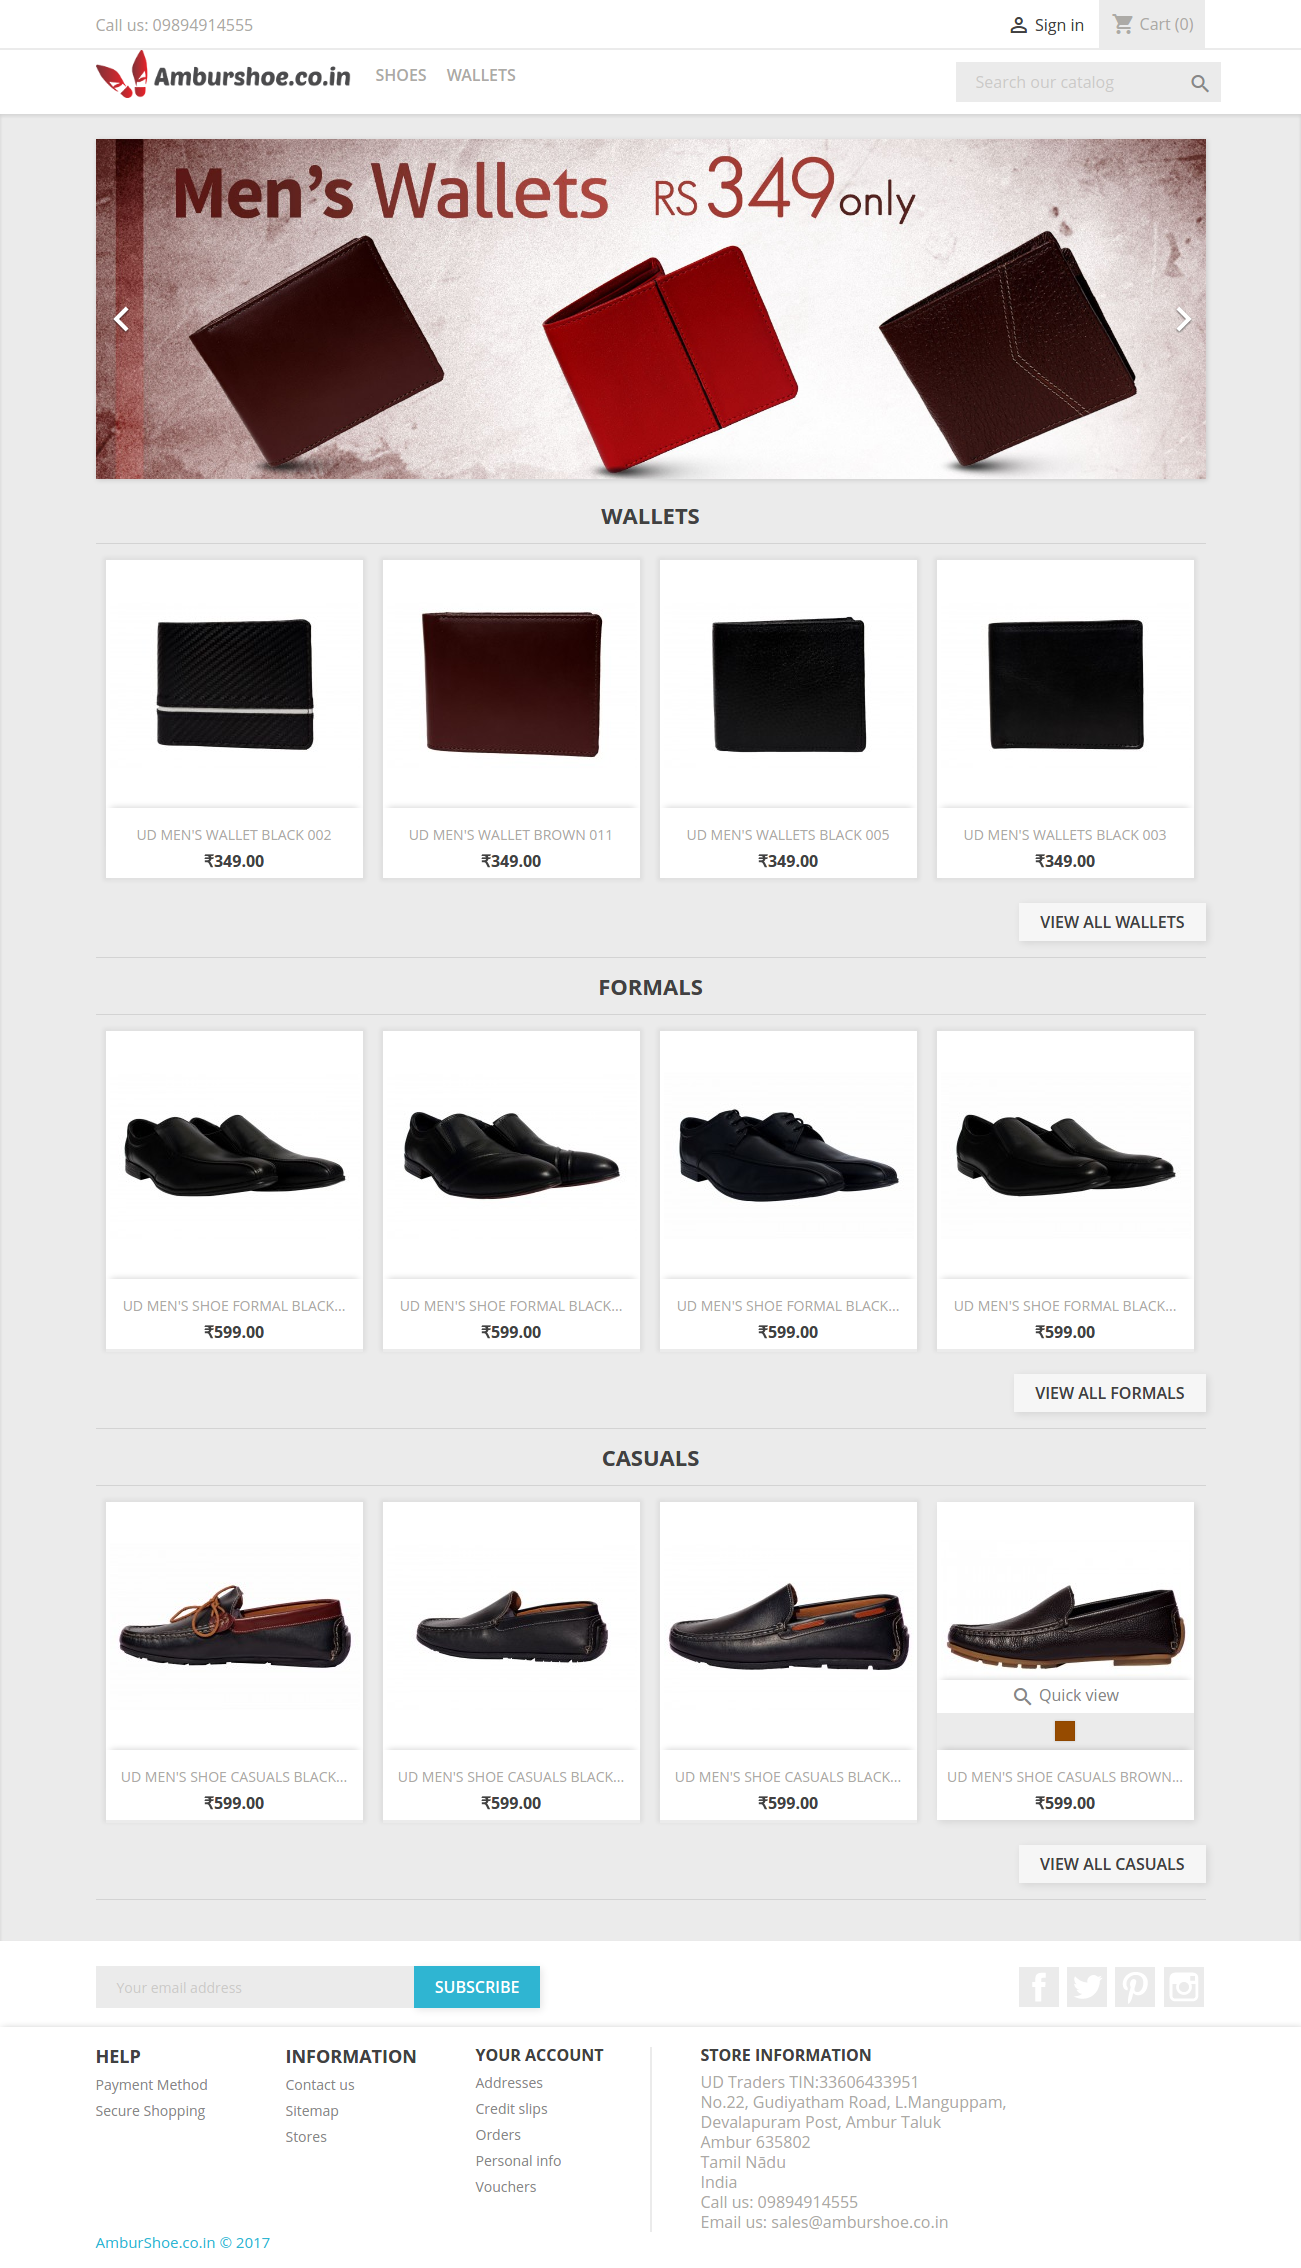 Call us: 09894914555
Sign in
Cart (0)
Amburshoe.co.in
SHOES
WALLETS
Search our catalog
Men's Wallets RS 349 only
WALLETS
UD MEN'S WALLET BLACK 002
₹349.00
UD MEN'S WALLET BROWN 011
₹349.00
UD MEN'S WALLETS BLACK 005
₹349.00
UD MEN'S WALLETS BLACK 003
₹349.00
VIEW ALL WALLETS
FORMALS
UD MEN'S SHOE FORMAL BLACK...
₹599.00
UD MEN'S SHOE FORMAL BLACK...
₹599.00
UD MEN'S SHOE FORMAL BLACK...
₹599.00
UD MEN'S SHOE FORMAL BLACK...
₹599.00
VIEW ALL FORMALS
CASUALS
UD MEN'S SHOE CASUALS BLACK...
₹599.00
UD MEN'S SHOE CASUALS BLACK...
₹599.00
UD MEN'S SHOE CASUALS BLACK...
₹599.00
Quick view
UD MEN'S SHOE CASUALS BROWN...
₹599.00
VIEW ALL CASUALS
Your email address
SUBSCRIBE
HELP
Payment Method
Secure Shopping
INFORMATION
Contact us
Sitemap
Stores
YOUR ACCOUNT
Addresses
Credit slips
Orders
Personal info
Vouchers
STORE INFORMATION
UD Traders TIN:33606433951
No.22, Gudiyatham Road, L.Manguppam,
Devalapuram Post, Ambur Taluk
Ambur 635802
Tamil Nādu
India
Call us: 09894914555
Email us: sales@amburshoe.co.in
AmburShoe.co.in © 2017